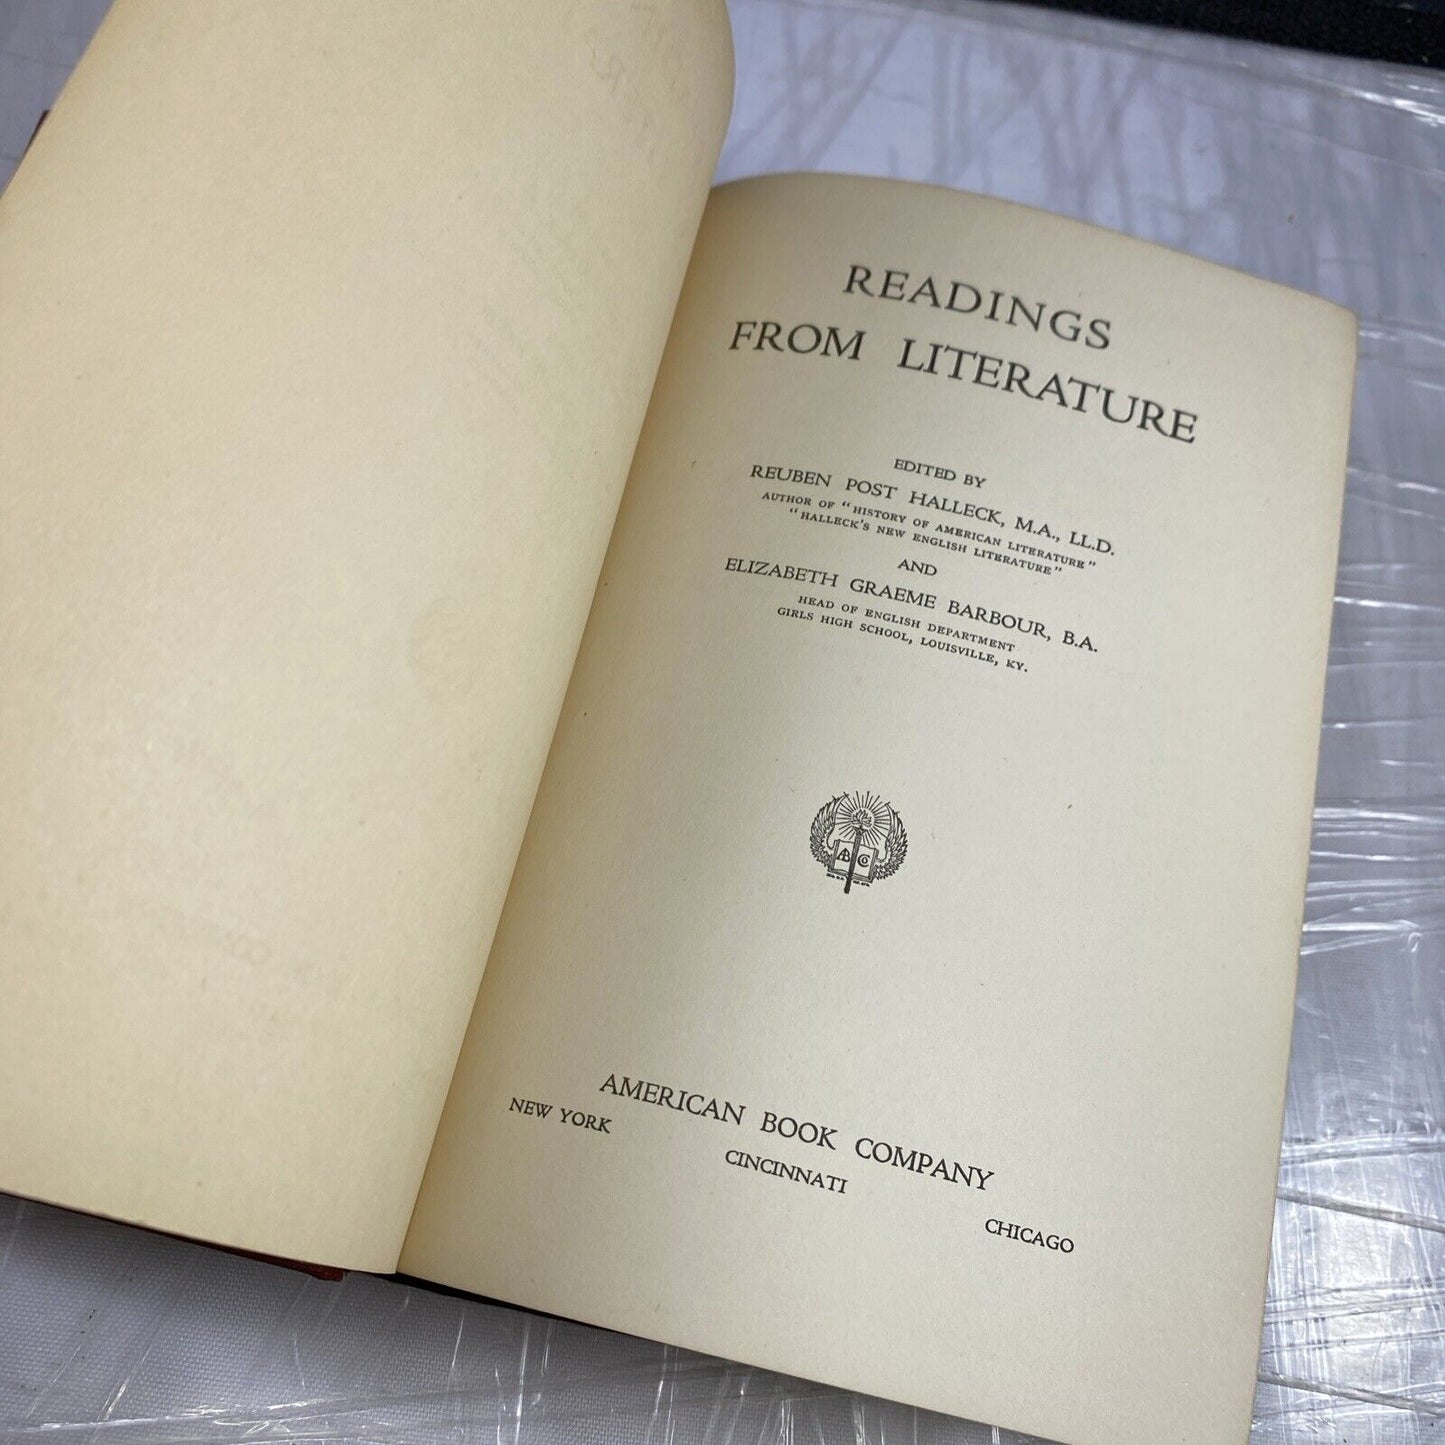 READINGS
FROM LITERATURE
EDITED BY
REUBEN POST HALLECK, M.A., LL.D.
AUTHOR OF "HISTORY OF AMERICAN LITERATURE"
"HALLECK'S NEW ENGLISH LITERATURE"
AND
ELIZABETH GRAEME BARBOUR, B.A.
HEAD OF ENGLISH DEPARTMENT
GIRLS HIGH SCHOOL, LOUISVILLE, KY.
AB Co
AMERICAN BOOK COMPANY
NEW YORK CINCINNATI CHICAGO